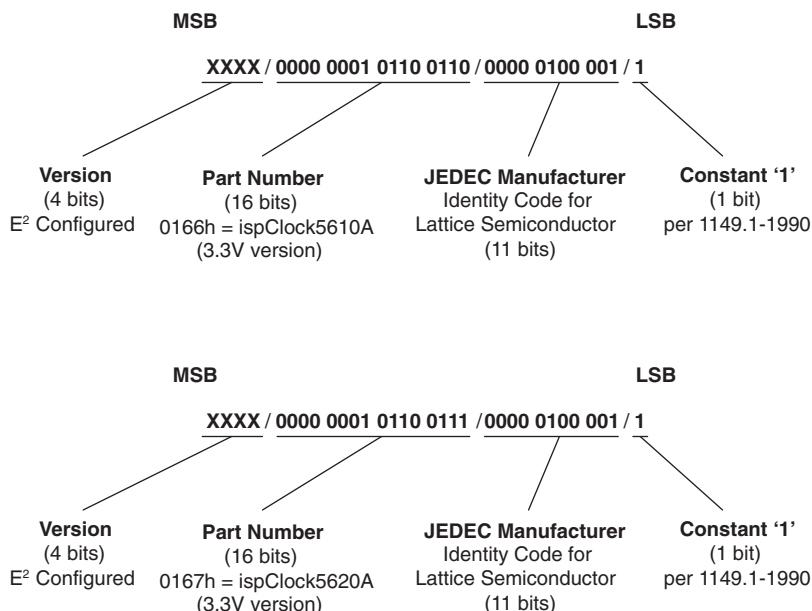 MSB LSB
XXXX / 0000 0001 0110 0110 / 0000 0100 001 / 1
Version
(4 bits)
E² Configured
Part Number
(16 bits)
0166h = ispClock5610A
(3.3V version)
JEDEC Manufacturer
Identity Code for
Lattice Semiconductor
(11 bits)
Constant ‘1’
(1 bit)
per 1149.1-1990
MSB LSB
XXXX / 0000 0001 0110 0111 / 0000 0100 001 / 1
Version
(4 bits)
E² Configured
Part Number
(16 bits)
0167h = ispClock5620A
(3.3V version)
JEDEC Manufacturer
Identity Code for
Lattice Semiconductor
(11 bits)
Constant ‘1’
(1 bit)
per 1149.1-1990